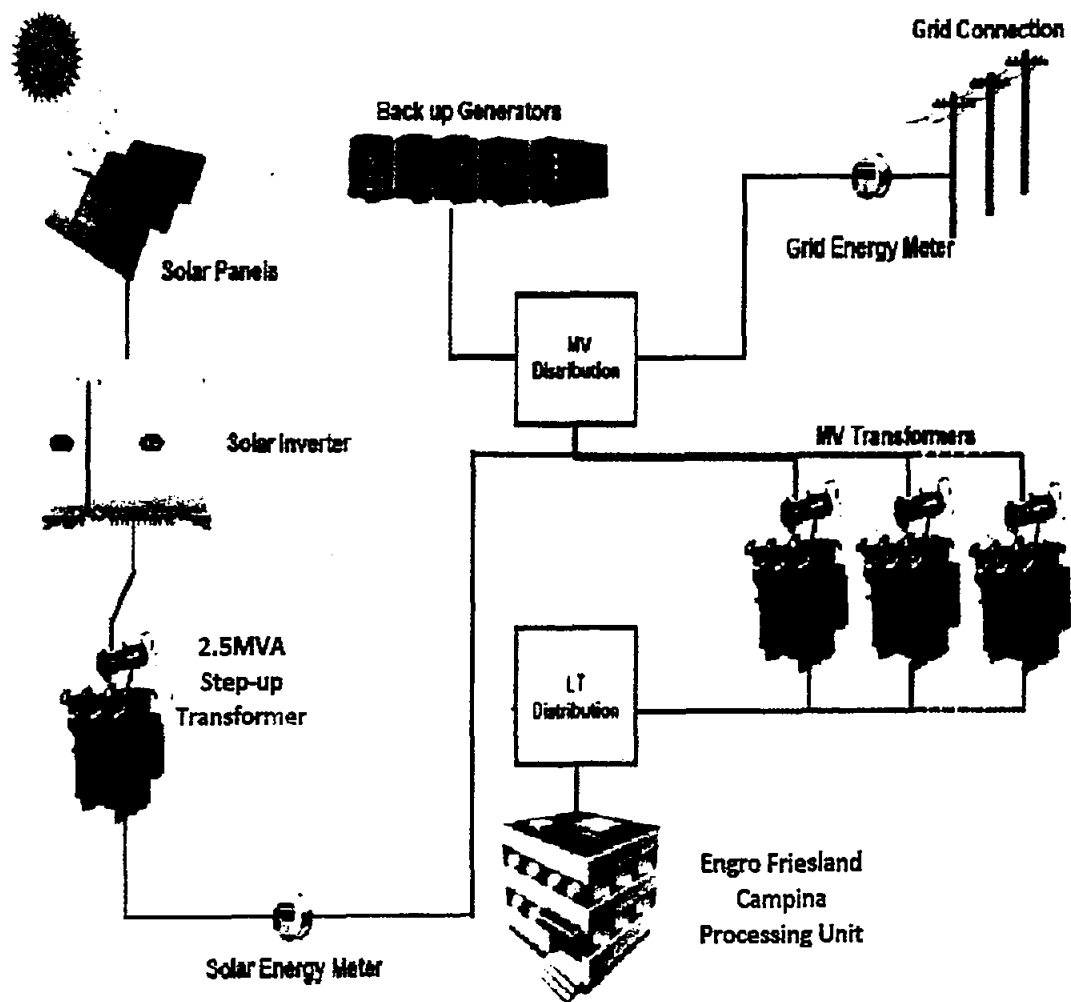 Grid Connection
Back up Generators
Grid Energy Meter
Solar Panels
MV
Distribution
Solar Inverter
MV Transformers
2.5MVA
Step-up
Transformer
LT
Distribution
Engro Friesland
Campina
Processing Unit
Solar Energy Meter